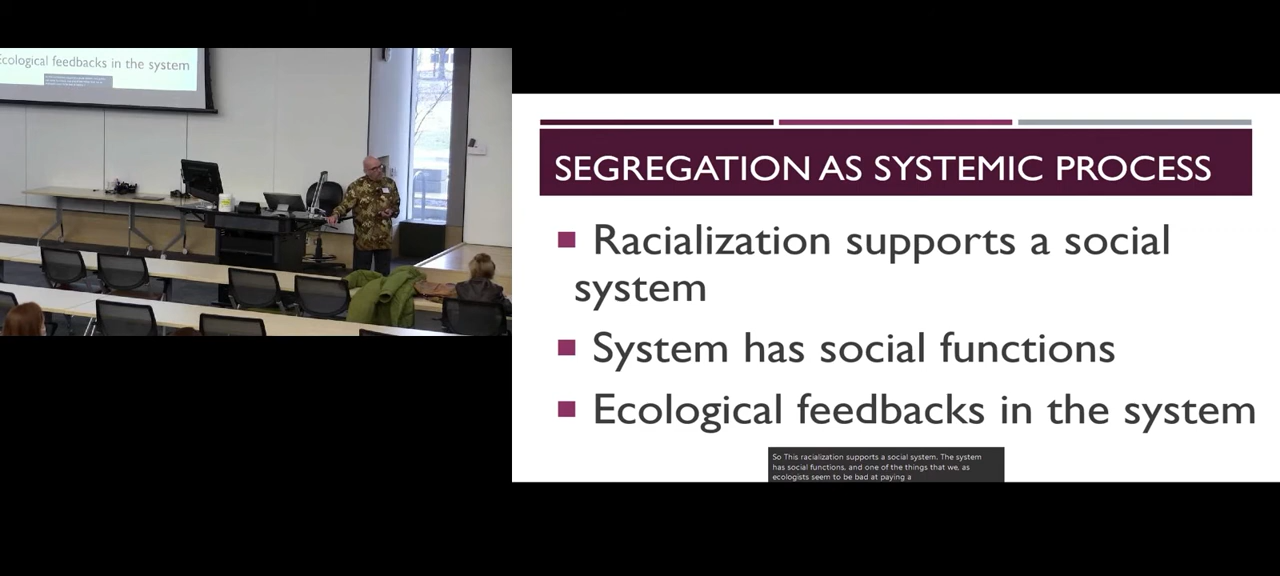 Ecological feedbacks in the system
SEGREGATION AS SYSTEMIC PROCESS
Racialization supports a social
system
System has social functions
Ecological feedbacks in the system
So This racialization supports a social system. The system
has social functions, and one of the things that we, as
ecologists seem to be bad at paying a